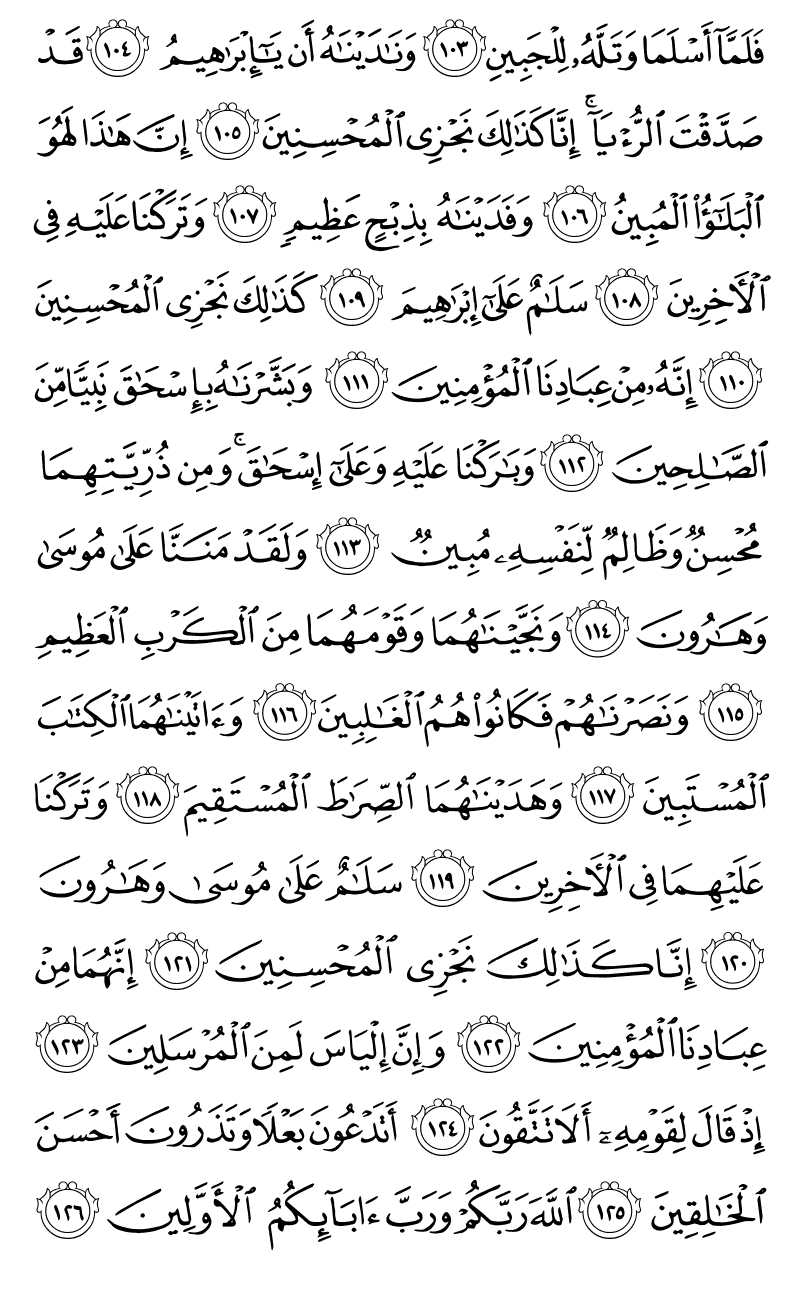 فَلَمَّآ أَسْلَمَا وَتَلَّهُۥ لِلْجَبِينِ ١٠٣ وَنَٰدَيْنَٰهُ أَن يَٰٓإِبْرَٰهِيمُ ١٠٤ قَدْ
صَدَّقْتَ ٱلرُّءْيَآ ۚ إِنَّا كَذَٰلِكَ نَجْزِى ٱلْمُحْسِنِينَ ١٠٥ إِنَّ هَٰذَا لَهُوَ
ٱلْبَلَٰٓؤُا۟ ٱلْمُبِينُ ١٠٦ وَفَدَيْنَٰهُ بِذِبْحٍ عَظِيمٍ ١٠٧ وَتَرَكْنَا عَلَيْهِ فِى
ٱلْأَخِرِينَ ١٠٨ سَلَٰمٌ عَلَىٰٓ إِبْرَٰهِيمَ ١٠٩ كَذَٰلِكَ نَجْزِى ٱلْمُحْسِنِينَ
١١٠ إِنَّهُۥ مِنْ عِبَادِنَا ٱلْمُؤْمِنِينَ ١١١ وَبَشَّرْنَٰهُ بِإِسْحَٰقَ نَبِيًّا مِّنَ
ٱلصَّٰلِحِينَ ١١٢ وَبَٰرَكْنَا عَلَيْهِ وَعَلَىٰٓ إِسْحَٰقَ ۚ وَمِن ذُرِّيَّتِهِمَا
مُحْسِنٌ وَظَالِمٌ لِّنَفْسِهِۦ مُبِينٌ ١١٣ وَلَقَدْ مَنَنَّا عَلَىٰ مُوسَىٰ
وَهَٰرُونَ ١١٤ وَنَجَّيْنَٰهُمَا وَقَوْمَهُمَا مِنَ ٱلْكَرْبِ ٱلْعَظِيمِ
١١٥ وَنَصَرْنَٰهُمْ فَكَانُوا۟ هُمُ ٱلْغَٰلِبِينَ ١١٦ وَءَاتَيْنَٰهُمَا ٱلْكِتَٰبَ
ٱلْمُسْتَبِينَ ١١٧ وَهَدَيْنَٰهُمَا ٱلصِّرَٰطَ ٱلْمُسْتَقِيمَ ١١٨ وَتَرَكْنَا
عَلَيْهِمَا فِى ٱلْأَخِرِينَ ١١٩ سَلَٰمٌ عَلَىٰ مُوسَىٰ وَهَٰرُونَ
١٢٠ إِنَّا كَذَٰلِكَ نَجْزِى ٱلْمُحْسِنِينَ ١٢١ إِنَّهُمَا مِنْ
عِبَادِنَا ٱلْمُؤْمِنِينَ ١٢٢ وَإِنَّ إِلْيَاسَ لَمِنَ ٱلْمُرْسَلِينَ ١٢٣
إِذْ قَالَ لِقَوْمِهِۦٓ أَلَا تَتَّقُونَ ١٢٤ أَتَدْعُونَ بَعْلًا وَتَذَرُونَ أَحْسَنَ
ٱلْخَٰلِقِينَ ١٢٥ ٱللَّهَ رَبَّكُمْ وَرَبَّ ءَابَآئِكُمُ ٱلْأَوَّلِينَ ١٢٦